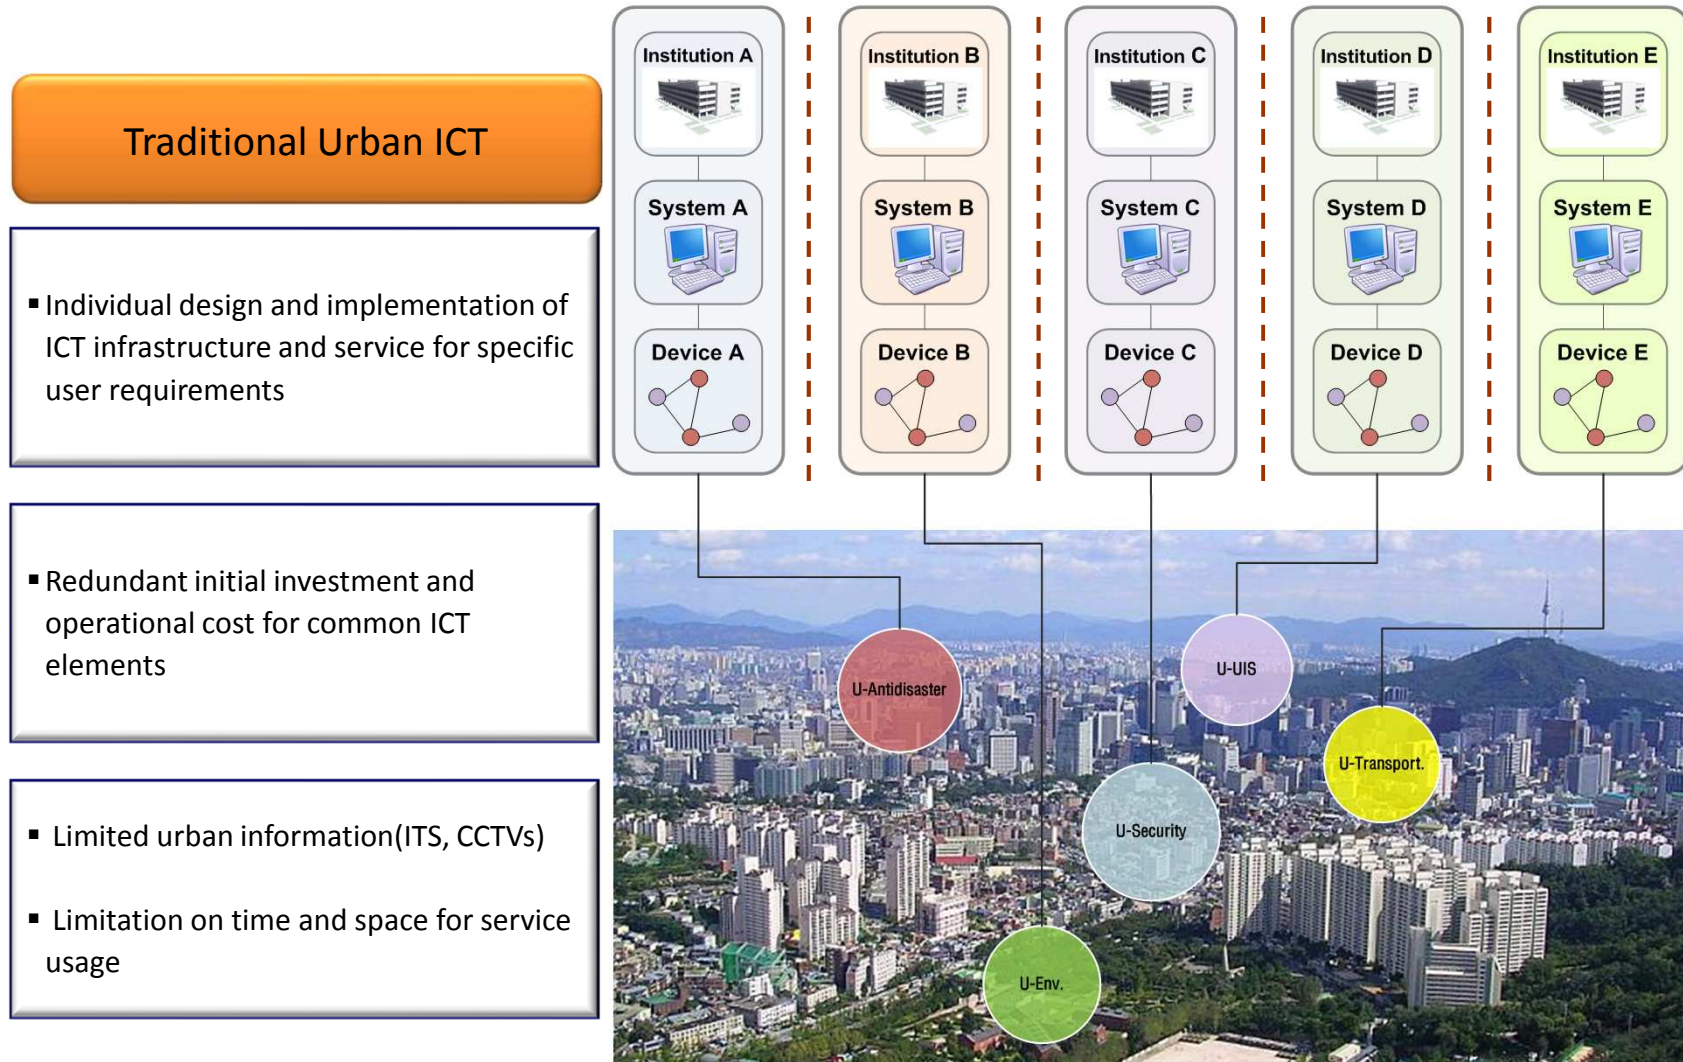 Traditional Urban ICT
▪ Individual design and implementation of
ICT infrastructure and service for specific
user requirements
▪ Redundant initial investment and
operational cost for common ICT
elements
▪ Limited urban information(ITS, CCTVs)
▪ Limitation on time and space for service
usage
Institution A
System A
Device A
Institution B
System B
Device B
Institution C
System C
Device C
Institution D
System D
Device D
Institution E
System E
Device E
U-Antidisaster
U-UIS
U-Transport.
U-Security
U-Env.